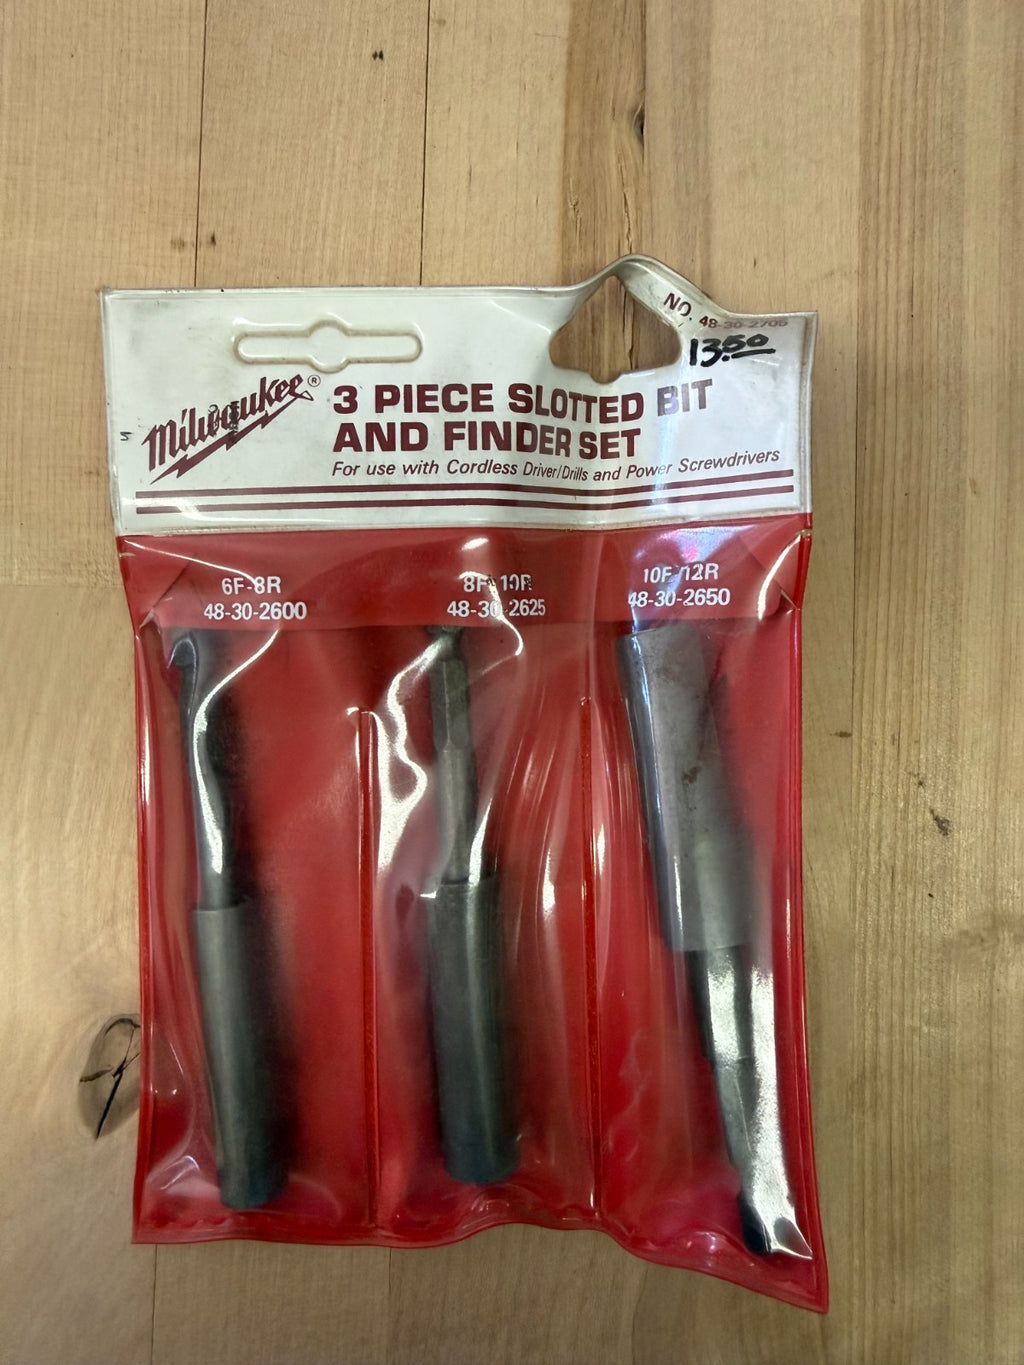 NO. 48-30-2705
13.50
Milwaukee®
3 PIECE SLOTTED BIT
AND FINDER SET
For use with Cordless Driver/Drills and Power Screwdrivers
6F-8R
48-30-2600
8F-10R
48-30-2625
10F-12R
48-30-2650